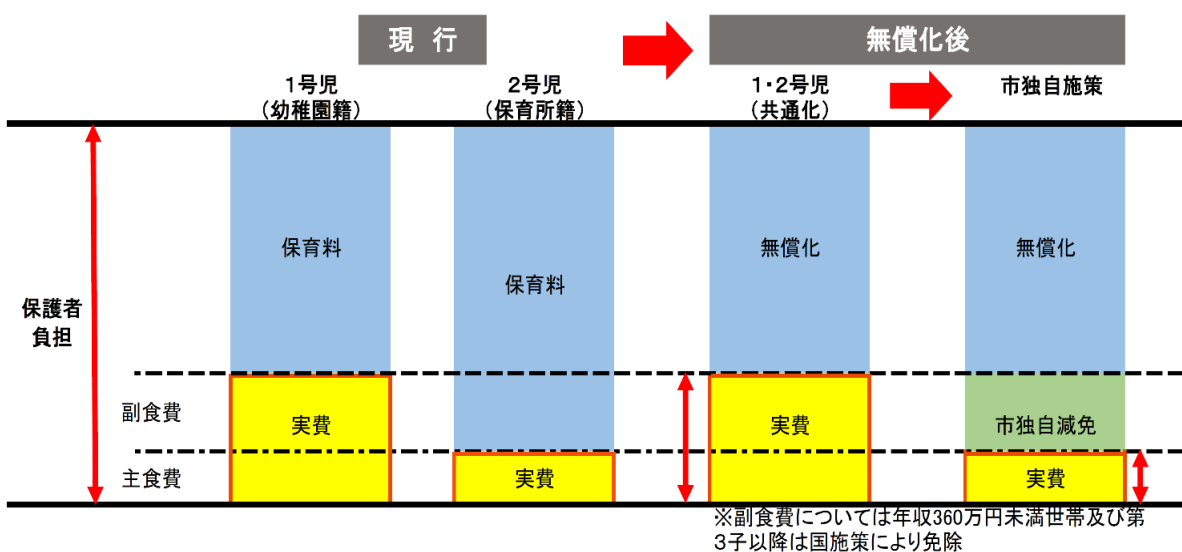 現 行
無償化後
1号児
(幼稚園籍)
2号児
(保育所籍)
1・2号児
(共通化)
市独自施策
保育料
保育料
無償化
無償化
保護者
負担
副食費
実費
実費
市独自減免
主食費
実費
実費
※副食費については年収360万円未満世帯及び第
3子以降は国施策により免除